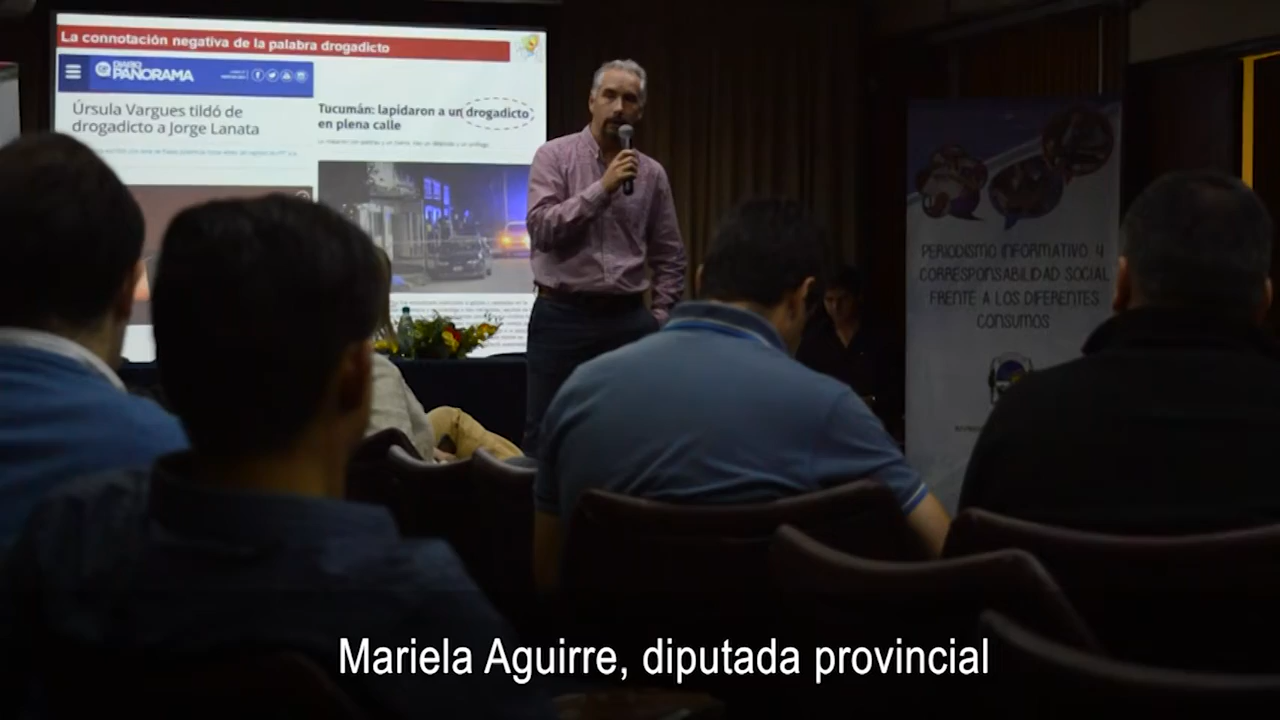 La connotación negativa de la palabra drogadicto
DIARIO
PANORAMA
Úrsula Vargues tildó de
drogadicto a Jorge Lanata
Tucumán: lapidaron a un drogadicto
en plena calle
PERIODISMO INFORMATIVO Y
CORRESPONSABILIDAD SOCIAL
FRENTE A LOS DIFERENTES
CONSUMOS
Mariela Aguirre, diputada provincial